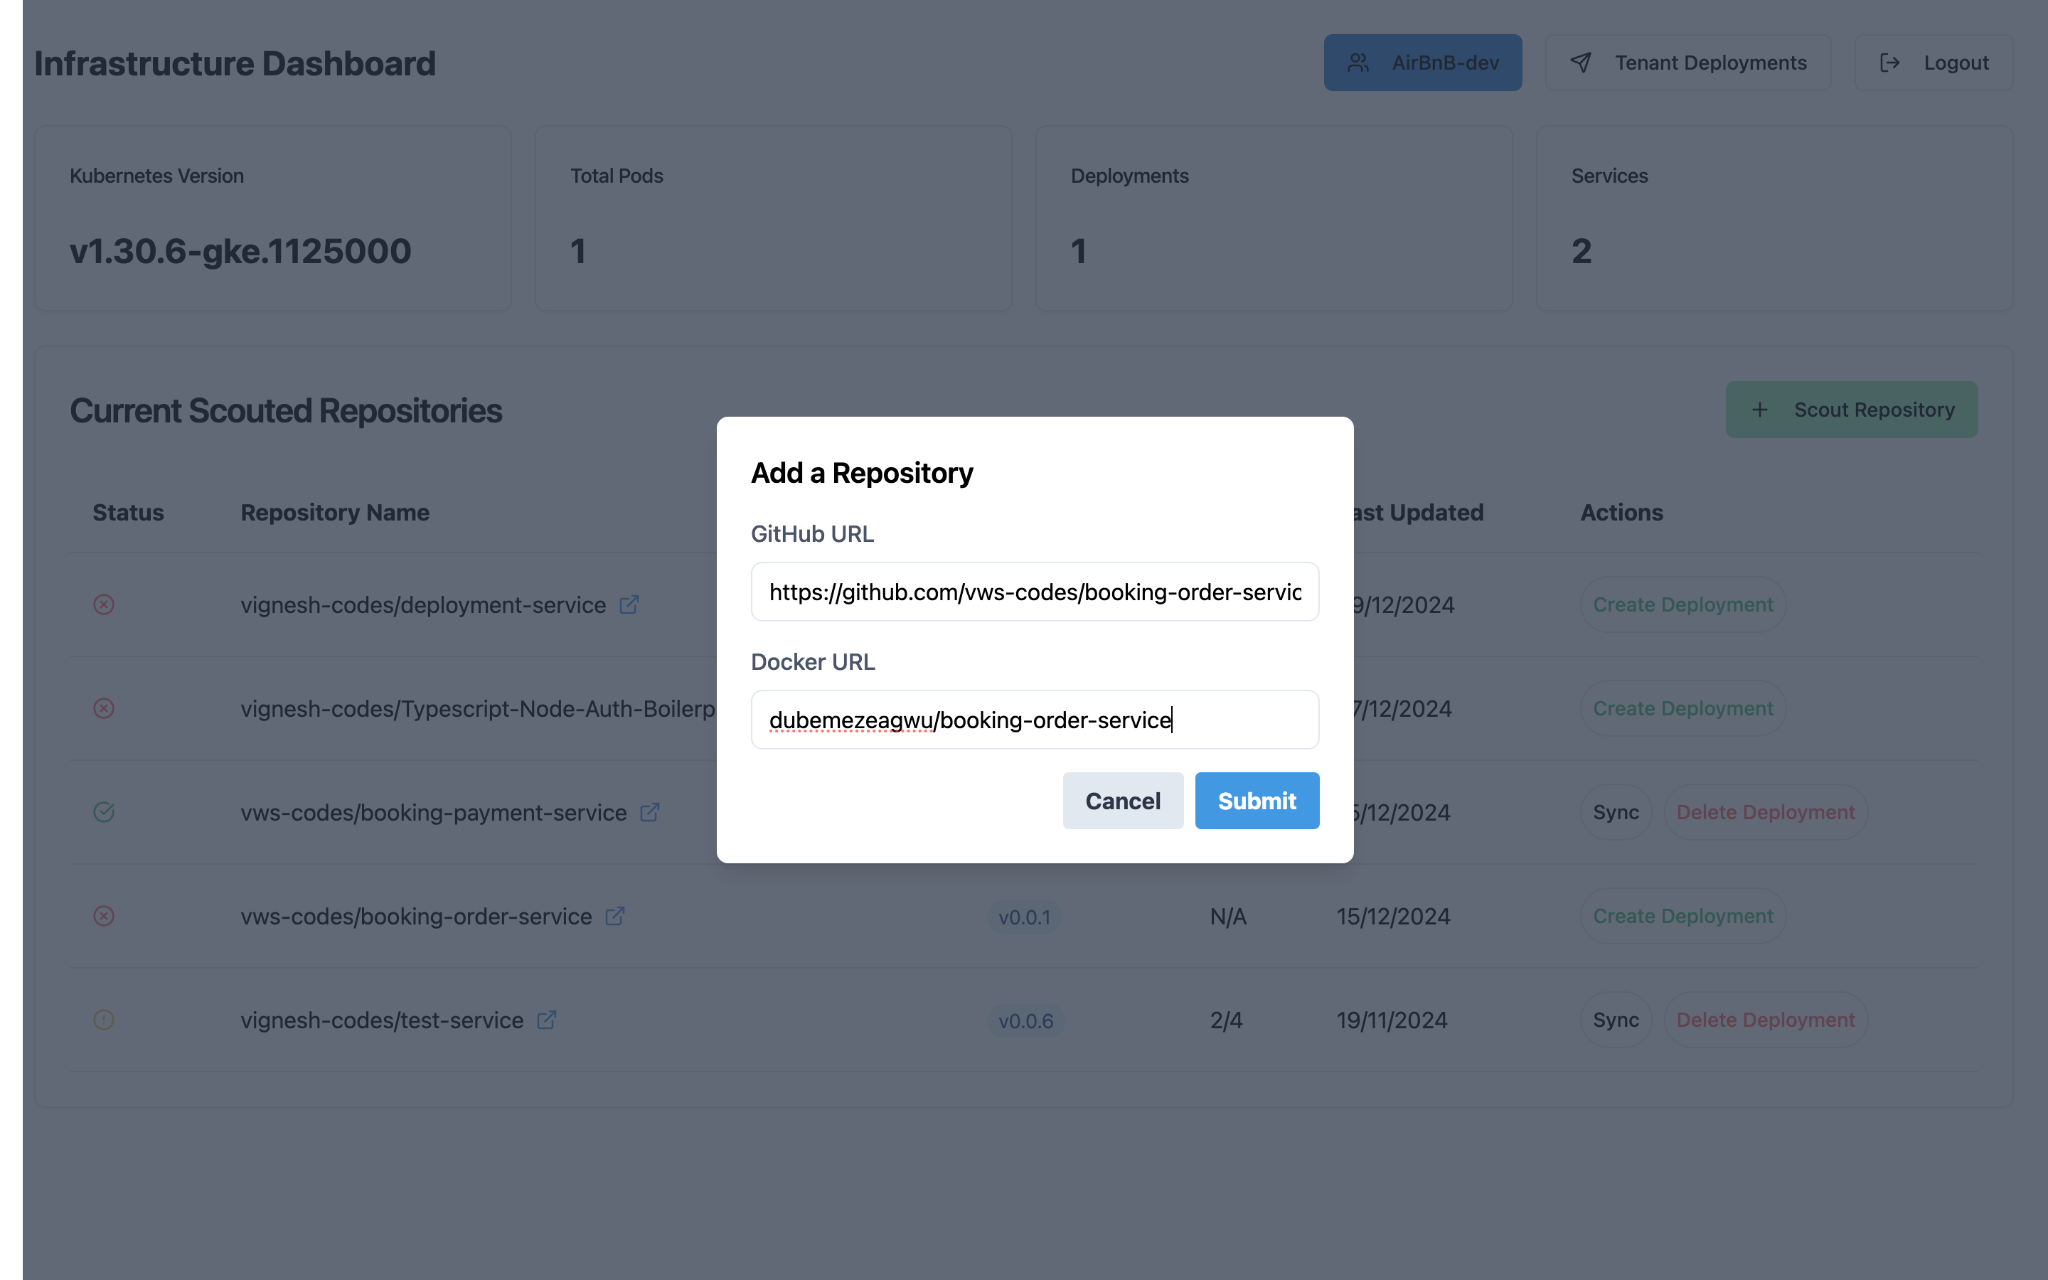 Infrastructure Dashboard
AirBnB-dev
Tenant Deployments
Logout
Kubernetes Version
v1.30.6-gke.1125000
Total Pods
1
Deployments
1
Services
2
Current Scouted Repositories
+ Scout Repository
Status Repository Name ast Updated Actions
vignesh-codes/deployment-service 9/12/2024 Create Deployment
vignesh-codes/Typescript-Node-Auth-Boilerp 7/12/2024 Create Deployment
vws-codes/booking-payment-service 5/12/2024 Sync Delete Deployment
vws-codes/booking-order-service v0.0.1 N/A 15/12/2024 Create Deployment
vignesh-codes/test-service v0.0.6 2/4 19/11/2024 Sync Delete Deployment
Add a Repository
GitHub URL
https://github.com/vws-codes/booking-order-servic
Docker URL
dubemezeagwu/booking-order-service
Cancel Submit